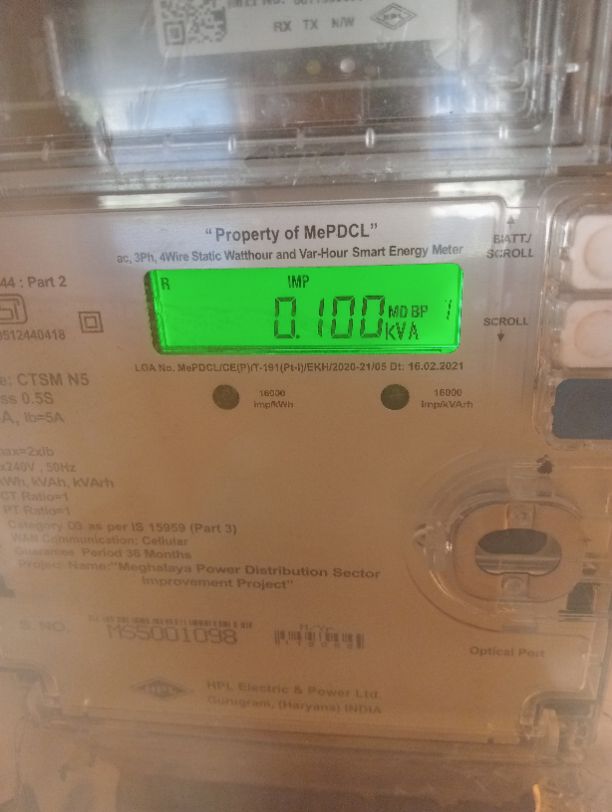 RX TX N/W
HPL
"Property of MePDCL"
ac, 3Ph, 4Wire Static Watthour and Var-Hour Smart Energy Meter
BATT./
SCROLL
44 : Part 2
R IMP
0.100 MD BP
KVA
9512440418
SCROLL
LOA No. MePDCL/CE(P)/T-191(Pt-I)/EKH/2020-21/05 Dt: 16.02.2021
e: CTSM N5
ss 0.5S
A, Ib=5A
16000
imp/kWh
16000
imp/kVArh
max=2xIb
x240V , 50Hz
kWh, kVAh, kVArh
CT Ratio=1
PT Ratio=1
Category 03 as per IS 15959 (Part 3)
WAN Communication: Cellular
Guarantee Period 36 Months
Project Name:"Meghalaya Power Distribution Sector
Improvement Project"
S. NO.
MS5001098
M/Yr.
Optical Port
HPL
HPL Electric & Power Ltd.
Gurugram, (Haryana) INDIA